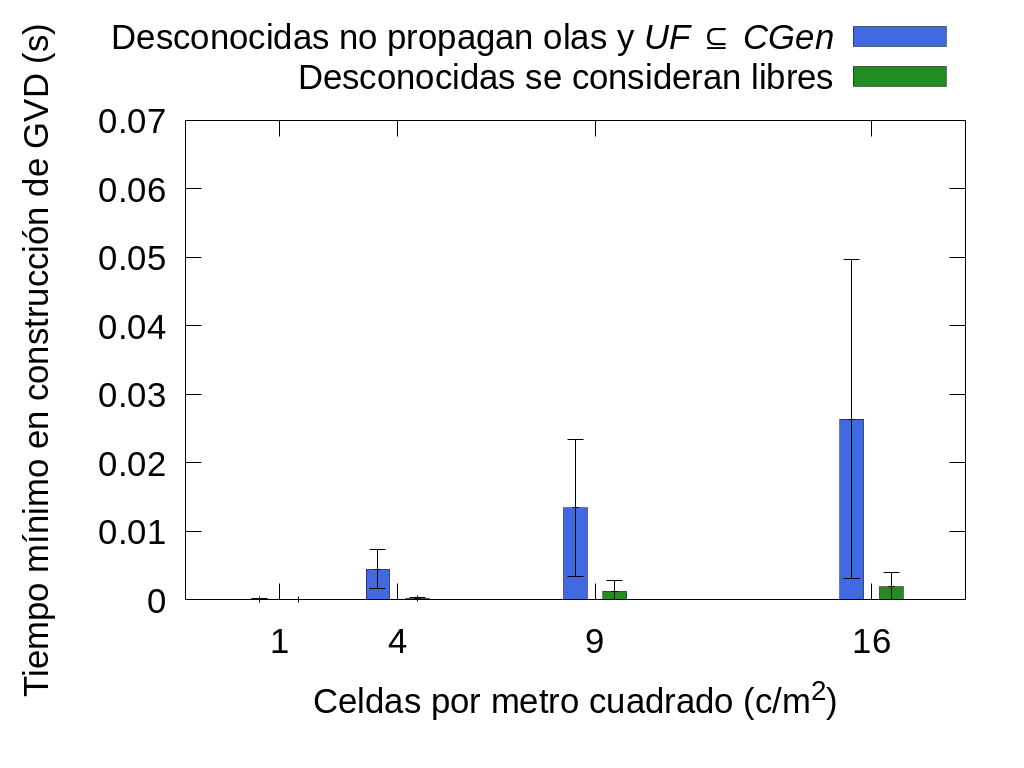 Desconocidas no propagan olas y UF ⊆ CGen
Desconocidas se consideran libres
Tiempo mínimo en construcción de GVD (s)
0.07
0.06
0.05
0.04
0.03
0.02
0.01
0
1 4 9 16
Celdas por metro cuadrado (c/m²)